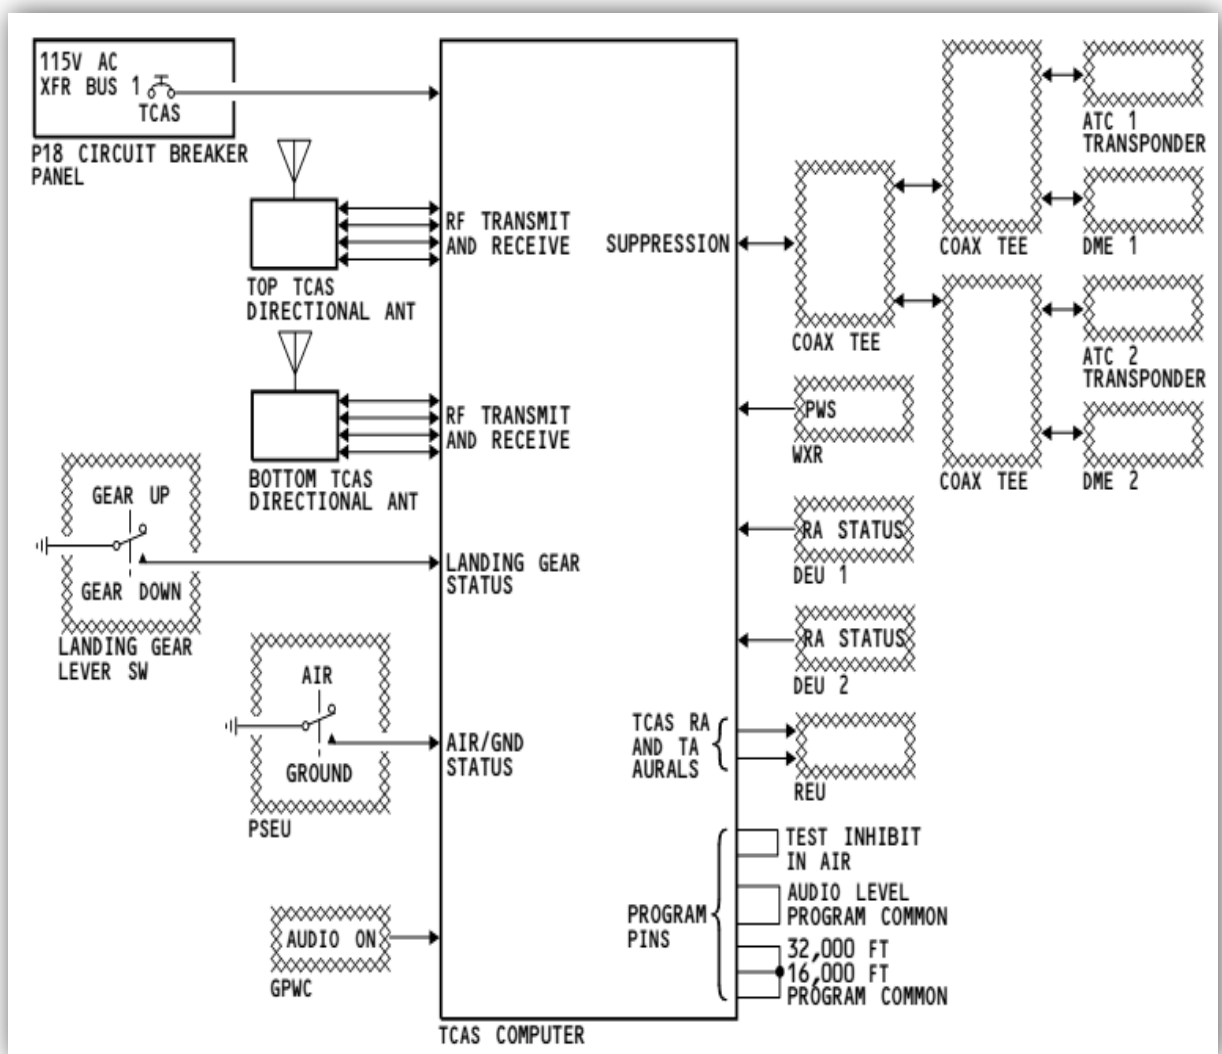 115V AC
XFR BUS 1
TCAS
P18 CIRCUIT BREAKER
PANEL
RF TRANSMIT
AND RECEIVE
TOP TCAS
DIRECTIONAL ANT
RF TRANSMIT
AND RECEIVE
BOTTOM TCAS
DIRECTIONAL ANT
GEAR UP
GEAR DOWN
LANDING GEAR
LEVER SW
LANDING GEAR
STATUS
AIR
GROUND
PSEU
AIR/GND
STATUS
AUDIO ON
GPWC
TCAS COMPUTER
SUPPRESSION
COAX TEE
COAX TEE
ATC 1
TRANSPONDER
DME 1
COAX TEE
ATC 2
TRANSPONDER
DME 2
PWS
WXR
RA STATUS
DEU 1
RA STATUS
DEU 2
TCAS RA
AND TA
AURALS
REU
PROGRAM
PINS
TEST INHIBIT
IN AIR
AUDIO LEVEL
PROGRAM COMMON
32,000 FT
16,000 FT
PROGRAM COMMON